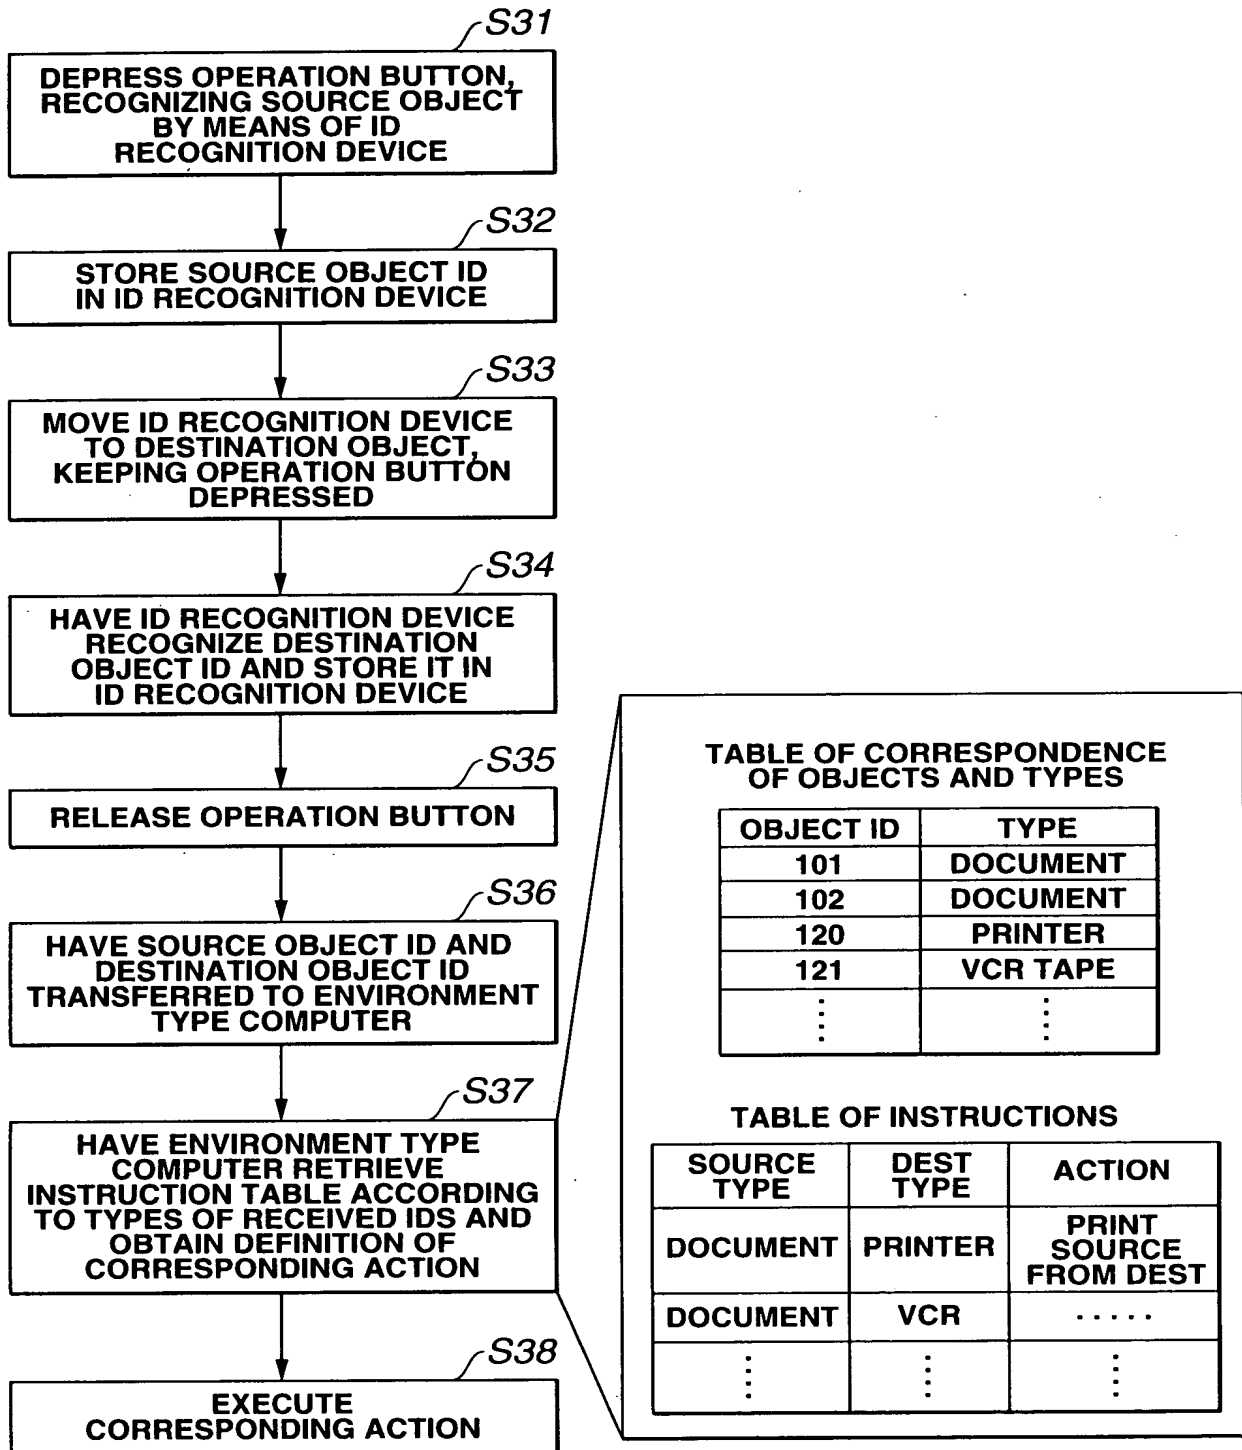 S31
DEPRESS OPERATION BUTTON,
RECOGNIZING SOURCE OBJECT
BY MEANS OF ID
RECOGNITION DEVICE
S32
STORE SOURCE OBJECT ID
IN ID RECOGNITION DEVICE
S33
MOVE ID RECOGNITION DEVICE
TO DESTINATION OBJECT,
KEEPING OPERATION BUTTON
DEPRESSED
S34
HAVE ID RECOGNITION DEVICE
RECOGNIZE DESTINATION
OBJECT ID AND STORE IT IN
ID RECOGNITION DEVICE
S35
RELEASE OPERATION BUTTON
S36
HAVE SOURCE OBJECT ID AND
DESTINATION OBJECT ID
TRANSFERRED TO ENVIRONMENT
TYPE COMPUTER
S37
HAVE ENVIRONMENT TYPE
COMPUTER RETRIEVE
INSTRUCTION TABLE ACCORDING
TO TYPES OF RECEIVED IDS AND
OBTAIN DEFINITION OF
CORRESPONDING ACTION
S38
EXECUTE
CORRESPONDING ACTION
TABLE OF CORRESPONDENCE
OF OBJECTS AND TYPES
OBJECT ID TYPE
101 DOCUMENT
102 DOCUMENT
120 PRINTER
121 VCR TAPE
TABLE OF INSTRUCTIONS
SOURCE TYPE DEST TYPE ACTION
DOCUMENT PRINTER PRINT SOURCE FROM DEST
DOCUMENT VCR .....